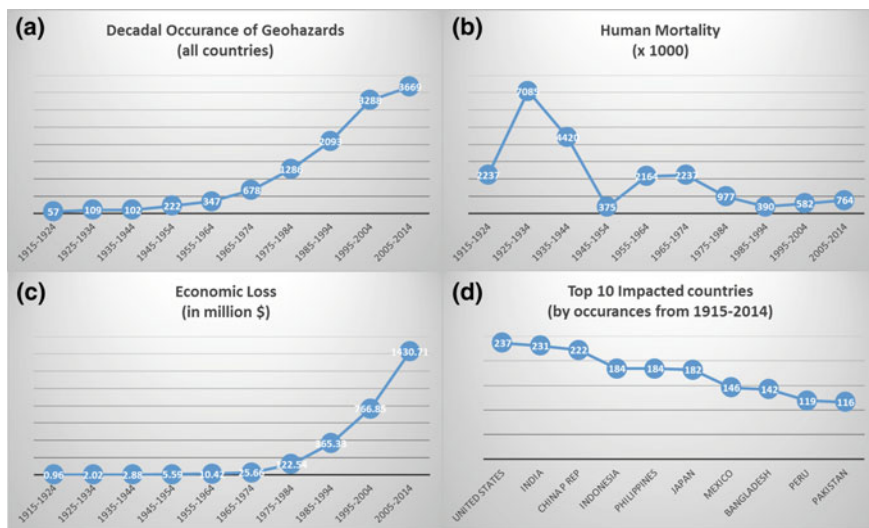 (a)
Decadal Occurance of Geohazards
(all countries)
57 109 102 222 347 678 1286 2093 3288 3669
1915-1924 1925-1934 1935-1944 1945-1954 1955-1964 1965-1974 1975-1984 1985-1994 1995-2004 2005-2014
(b)
Human Mortality
(x 1000)
2237 7085 4420 375 2164 2237 977 390 582 764
1915-1924 1925-1934 1935-1944 1945-1954 1955-1964 1965-1974 1975-1984 1985-1994 1995-2004 2005-2014
(c)
Economic Loss
(in million $)
0.96 2.02 2.88 5.59 10.42 25.66 122.54 365.33 766.85 1430.71
1915-1924 1925-1934 1935-1944 1945-1954 1955-1964 1965-1974 1975-1984 1985-1994 1995-2004 2005-2014
(d)
Top 10 Impacted countries
(by occurances from 1915-2014)
237 231 222 184 184 182 146 142 119 116
UNITED STATES INDIA CHINA P REP INDONESIA PHILIPPINES JAPAN MEXICO BANGLADESH PERU PAKISTAN